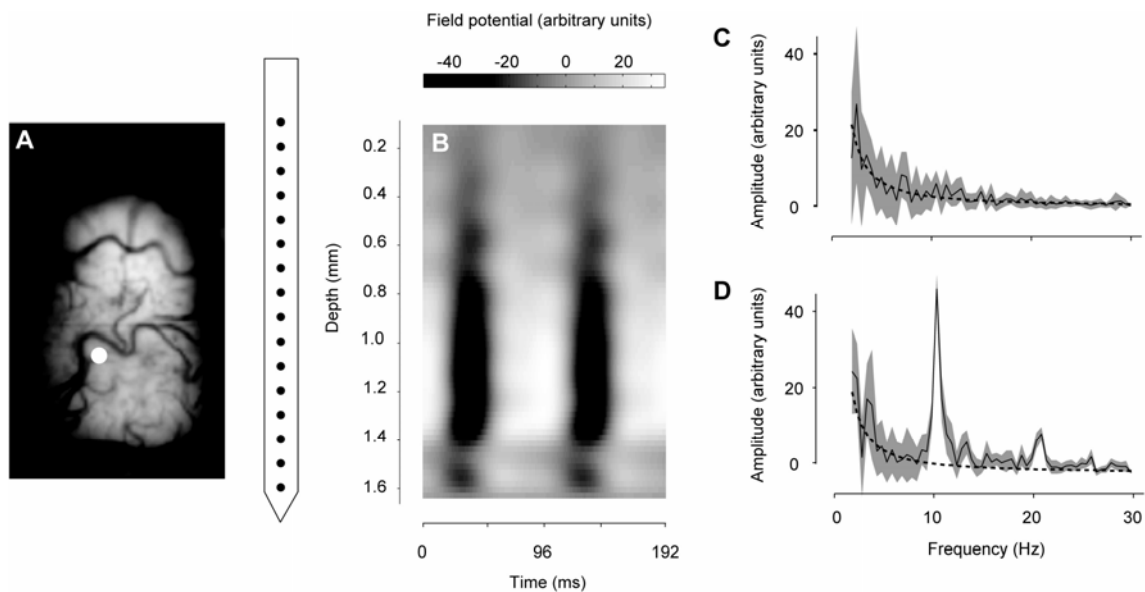 Field potential (arbitrary units)
-40 -20 0 20
A
B
Depth (mm)
0.2
0.4
0.6
0.8
1.0
1.2
1.4
1.6
0 96 192
Time (ms)
C
Amplitude (arbitrary units)
40
20
0
D
Amplitude (arbitrary units)
40
20
0
0 10 20 30
Frequency (Hz)